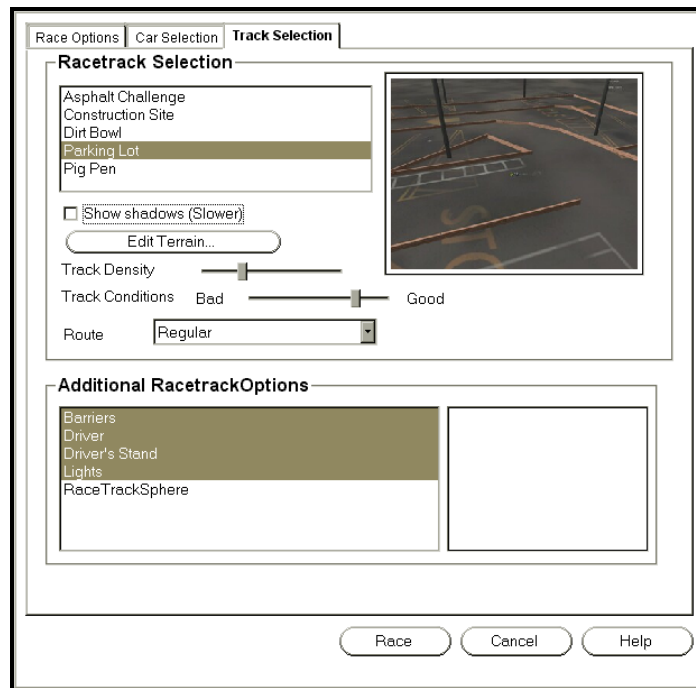 Race Options
Car Selection
Track Selection
Racetrack Selection
Asphalt Challenge
Construction Site
Dirt Bowl
Parking Lot
Pig Pen
Show shadows (Slower)
Edit Terrain...
Track Density
Track Conditions Bad Good
Route Regular
Additional RacetrackOptions
Barriers
Driver
Driver's Stand
Lights
RaceTrackSphere
Race Cancel Help